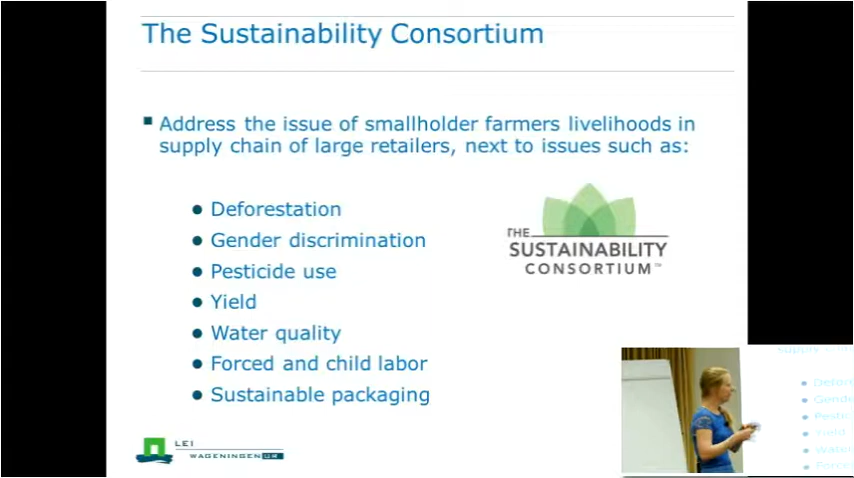 The Sustainability Consortium
Address the issue of smallholder farmers livelihoods in
supply chain of large retailers, next to issues such as:
Deforestation
Gender discrimination
Pesticide use
Yield
Water quality
Forced and child labor
Sustainable packaging
THE
SUSTAINABILITY
CONSORTIUM™
LEI
WAGENINGEN UR
Yield